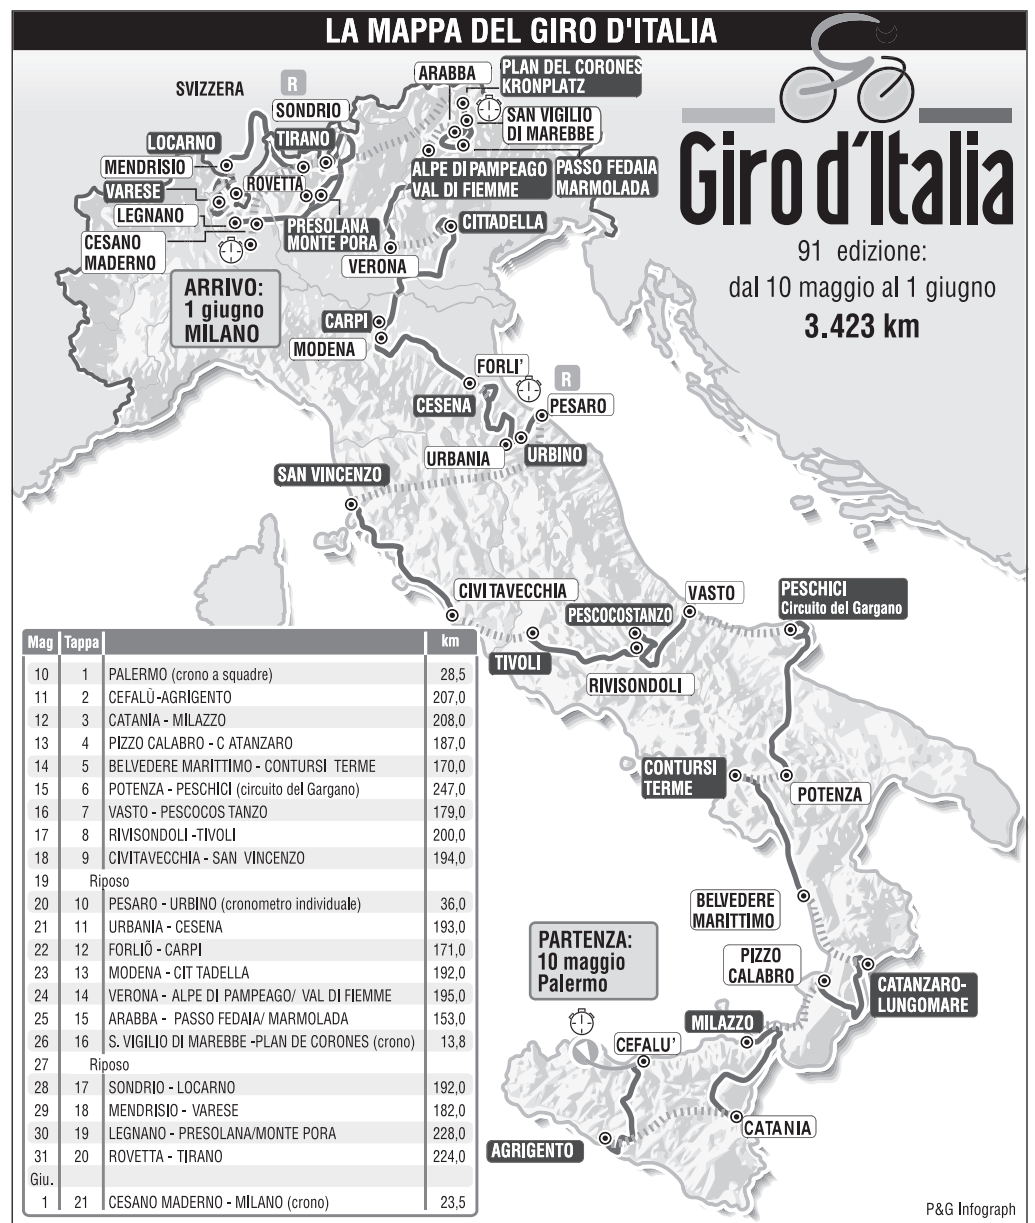 LA MAPPA DEL GIRO D'ITALIA
Giro d'Italia
91 edizione:
dal 10 maggio al 1 giugno
3.423 km
SVIZZERA
R
SONDRIO
ARABBA
PLAN DEL CORONES
KRONPLATZ
SAN VIGILIO
DI MAREBBE
LOCARNO
TIRANO
MENDRISIO
ALPE DI PAMPEAGO
VAL DI FIEMME
PASSO FEDAIA
MARMOLADA
VARESE
ROVETTA
LEGNANO
PRESOLANA
MONTE PORA
CITTADELLA
CESANO
MADERNO
VERONA
ARRIVO:
1 giugno
MILANO
CARPI
MODENA
FORLI'
R
CESENA
PESARO
URBANIA
URBINO
SAN VINCENZO
CIVITAVECCHIA
PESCOCOSTANZO
VASTO
PESCHICI
Circuito del Gargano
TIVOLI
RIVISONDOLI
CONTURSI
TERME
POTENZA
BELVEDERE
MARITTIMO
PARTENZA:
10 maggio
Palermo
PIZZO
CALABRO
CATANZARO-
LUNGOMARE
MILAZZO
CEFALU'
AGRIGENTO
CATANIA
Mag Tappa km
10 1 PALERMO (crono a squadre) 28,5
11 2 CEFALÙ-AGRIGENTO 207,0
12 3 CATANIA - MILAZZO 208,0
13 4 PIZZO CALABRO - C ATANZARO 187,0
14 5 BELVEDERE MARITTIMO - CONTURSI TERME 170,0
15 6 POTENZA - PESCHICI (circuito del Gargano) 247,0
16 7 VASTO - PESCOCOS TANZO 179,0
17 8 RIVISONDOLI -TIVOLI 200,0
18 9 CIVITAVECCHIA - SAN VINCENZO 194,0
19 Riposo
20 10 PESARO - URBINO (cronometro individuale) 36,0
21 11 URBANIA - CESENA 193,0
22 12 FORLIÕ - CARPI 171,0
23 13 MODENA - CIT TADELLA 192,0
24 14 VERONA - ALPE DI PAMPEAGO/ VAL DI FIEMME 195,0
25 15 ARABBA - PASSO FEDAIA/ MARMOLADA 153,0
26 16 S. VIGILIO DI MAREBBE -PLAN DE CORONES (crono) 13,8
27 Riposo
28 17 SONDRIO - LOCARNO 192,0
29 18 MENDRISIO - VARESE 182,0
30 19 LEGNANO - PRESOLANA/MONTE PORA 228,0
31 20 ROVETTA - TIRANO 224,0
Giu.
1 21 CESANO MADERNO - MILANO (crono) 23,5
P&G Infograph